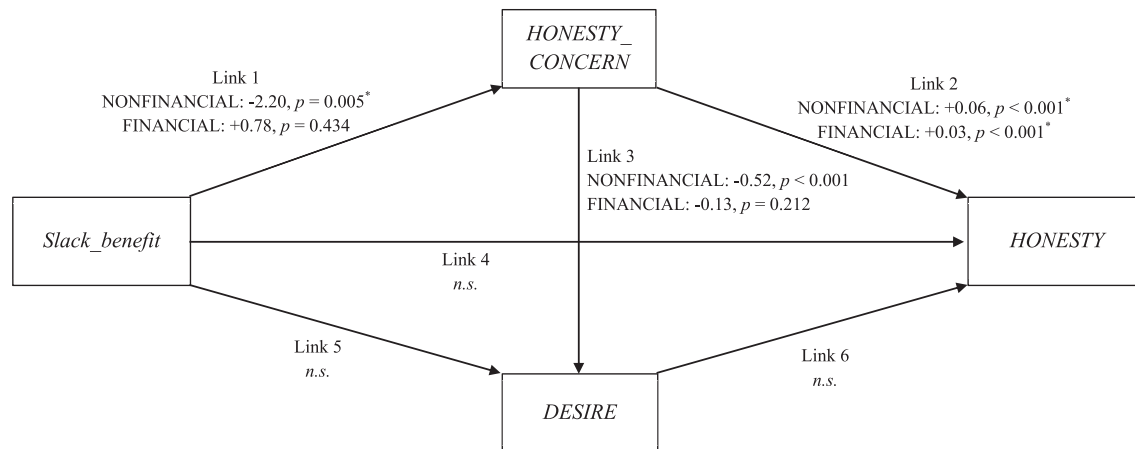 HONESTY_
CONCERN
Link 1
NONFINANCIAL: -2.20, p = 0.005*
FINANCIAL: +0.78, p = 0.434
Link 2
NONFINANCIAL: +0.06, p < 0.001*
FINANCIAL: +0.03, p < 0.001*
Link 3
NONFINANCIAL: -0.52, p < 0.001
FINANCIAL: -0.13, p = 0.212
Slack_benefit
HONESTY
Link 4
n.s.
Link 5
n.s.
Link 6
n.s.
DESIRE